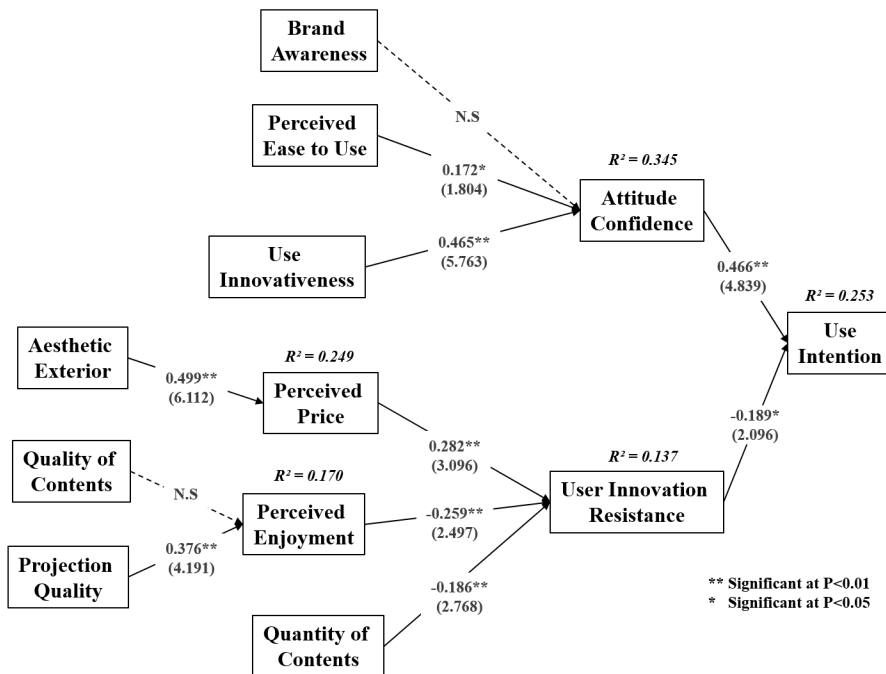 Brand
Awareness
N.S
Perceived
Ease to Use
0.172*
(1.804)
R² = 0.345
Attitude
Confidence
Use
Innovativeness
0.465**
(5.763)
0.466**
(4.839)
R² = 0.253
Use
Intention
Aesthetic
Exterior
0.499**
(6.112)
R² = 0.249
Perceived
Price
0.282**
(3.096)
-0.189*
(2.096)
Quality of
Contents
N.S
R² = 0.170
Perceived
Enjoyment
-0.259**
(2.497)
R² = 0.137
User Innovation
Resistance
Projection
Quality
0.376**
(4.191)
-0.186**
(2.768)
Quantity of
Contents
** Significant at P<0.01
* Significant at P<0.05